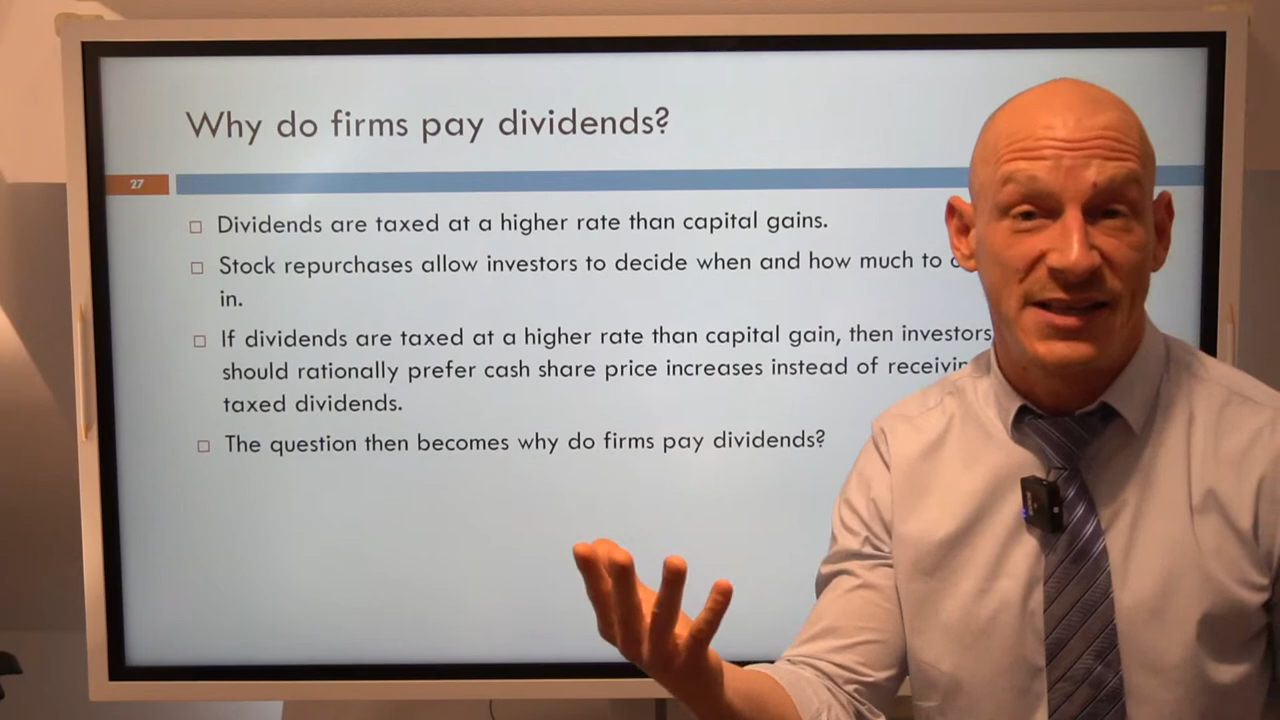 Why do firms pay dividends?
27
□ Dividends are taxed at a higher rate than capital gains.
□ Stock repurchases allow investors to decide when and how much to
in.
□ If dividends are taxed at a higher rate than capital gain, then investors
should rationally prefer cash share price increases instead of
taxed dividends.
□ The question then becomes why do firms pay dividends?